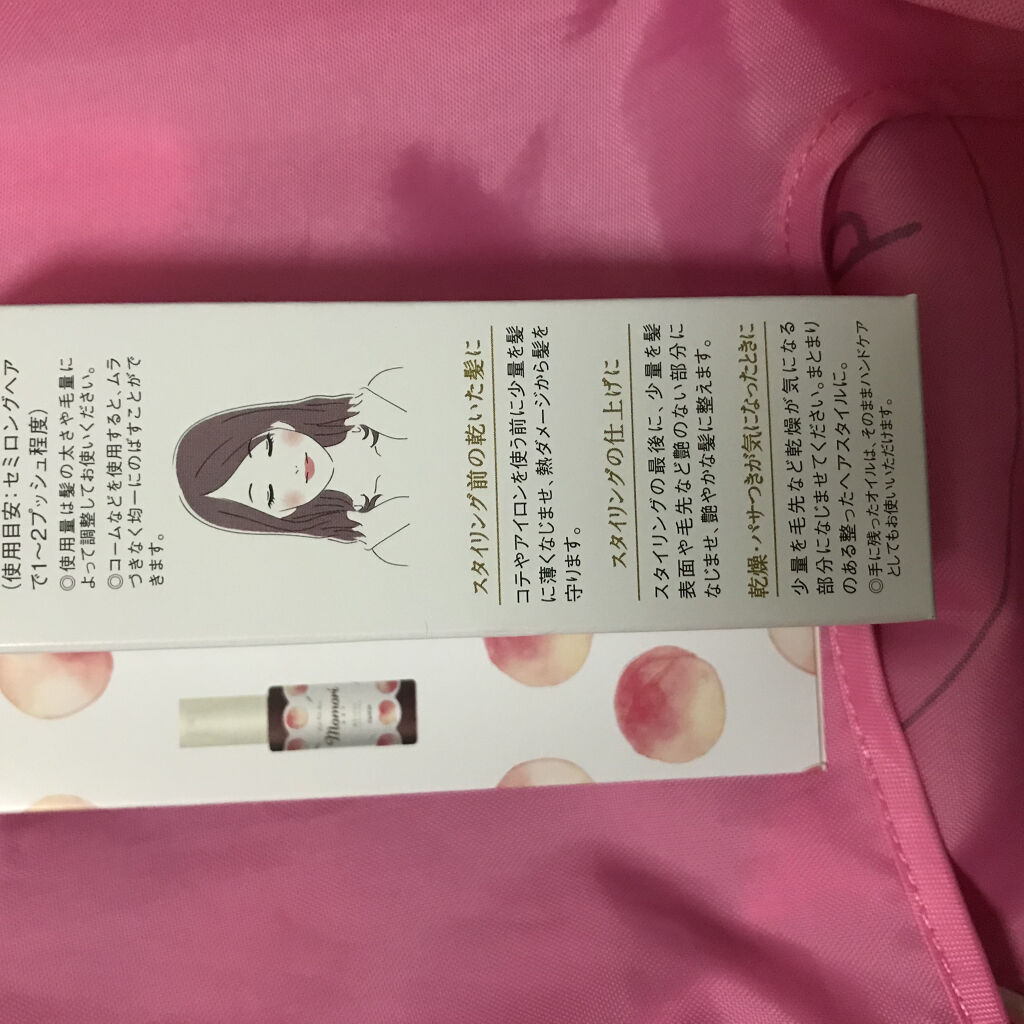 (使用目安：セミロングヘア
で1〜2プッシュ程度)
◎使用量は髪の太さや毛量に
よって調整してお使いください。
◎コームなどを使用すると、ムラ
つきなく均一にのばすことがで
きます。
スタイリング前の乾いた髪に
コテやアイロンを使う前に少量を髪
に薄くなじませ、熱ダメージから髪を
守ります。
スタイリングの仕上げに
スタイリングの最後に、少量を髪
表面や毛先など艶のない部分に
なじませ、艶やかな髪に整えます。
乾燥・パサつきが気になったときに
少量を毛先など乾燥が気になる
部分になじませてください。まとまり
のある整ったヘアスタイルに。
◎手に残ったオイルは、そのままハンドケア
としてもお使いいただけます。
Momori
P